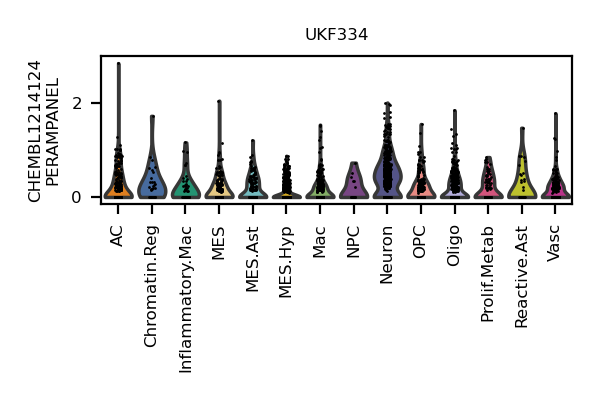 UKF334
CHEMBL1214124
PERAMPANEL
2
0
AC
Chromatin.Reg
Inflammatory.Mac
MES
MES.Ast
MES.Hyp
Mac
NPC
Neuron
OPC
Oligo
Prolif.Metab
Reactive.Ast
Vasc